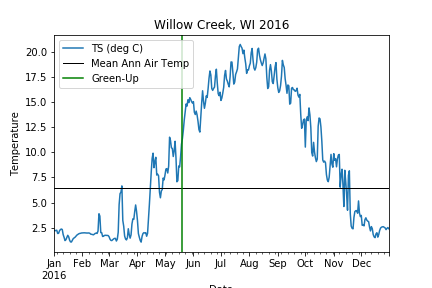 Willow Creek, WI 2016
TS (deg C)
Mean Ann Air Temp
Green-Up
Temperature
20.0
17.5
15.0
12.5
10.0
7.5
5.0
2.5
Jan Feb Mar Apr May Jun Jul Aug Sep Oct Nov Dec
2016
Date